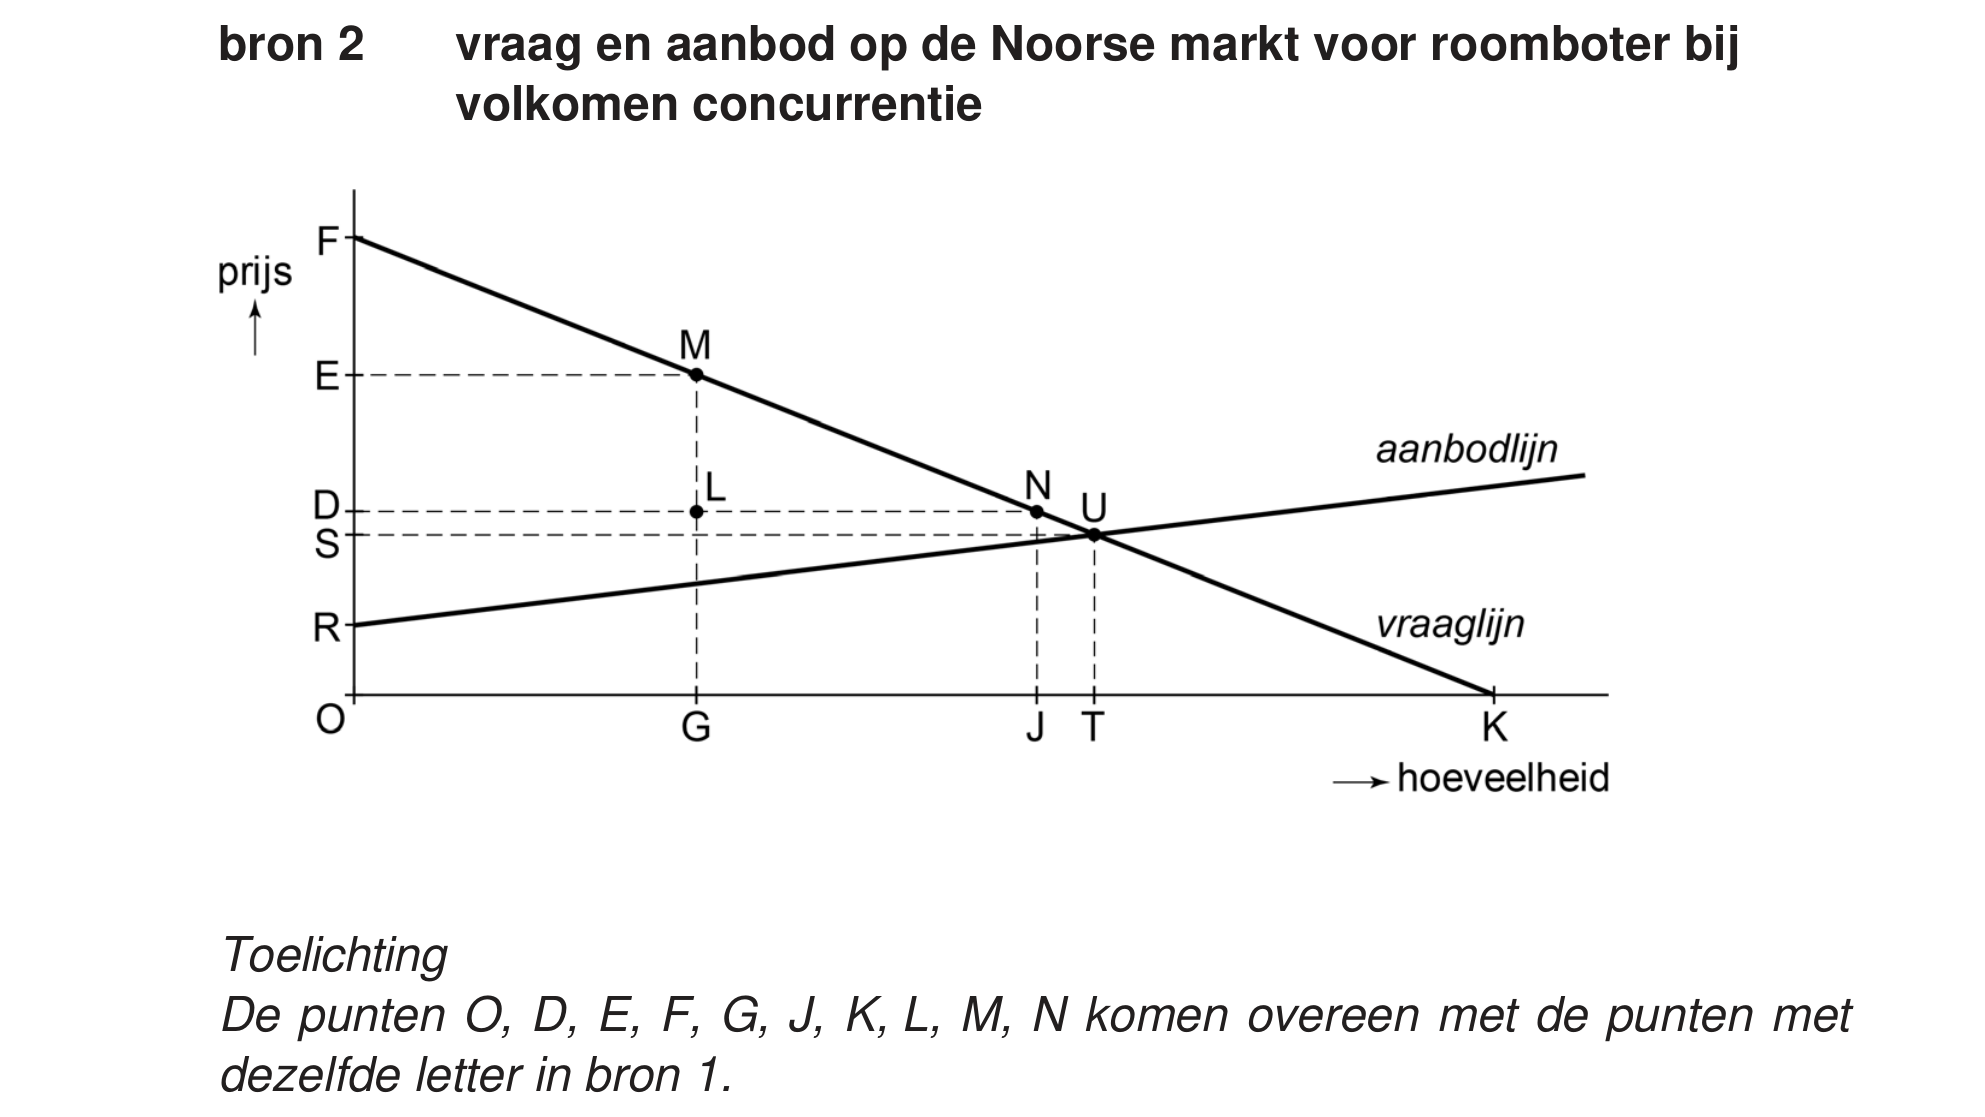 bron 2 vraag en aanbod op de Noorse markt voor roomboter bij
volkomen concurrentie
F
prijs
M
E
aanbodlijn
L
N
U
D
S
R
vraaglijn
O
G
J
T
K
hoeveelheid
Toelichting
De punten O, D, E, F, G, J, K, L, M, N komen overeen met de punten met
dezelfde letter in bron 1.